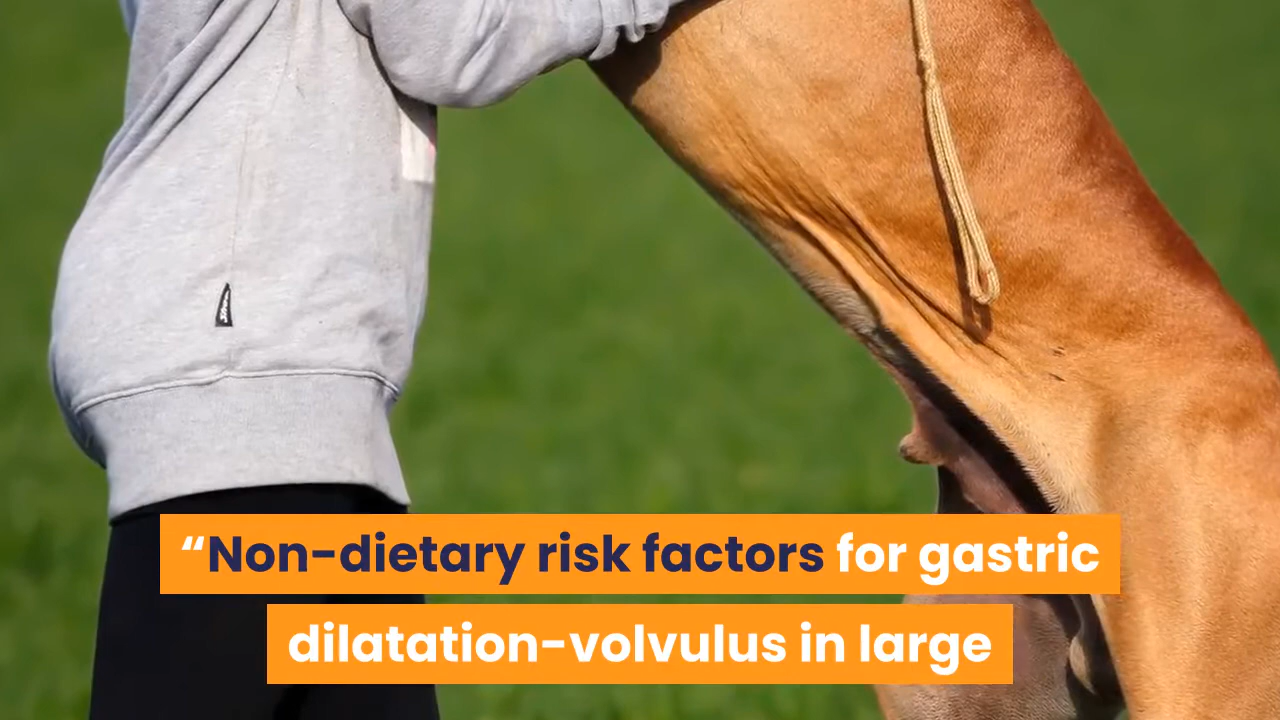 “Non-dietary risk factors for gastric
dilatation-volvulus in large